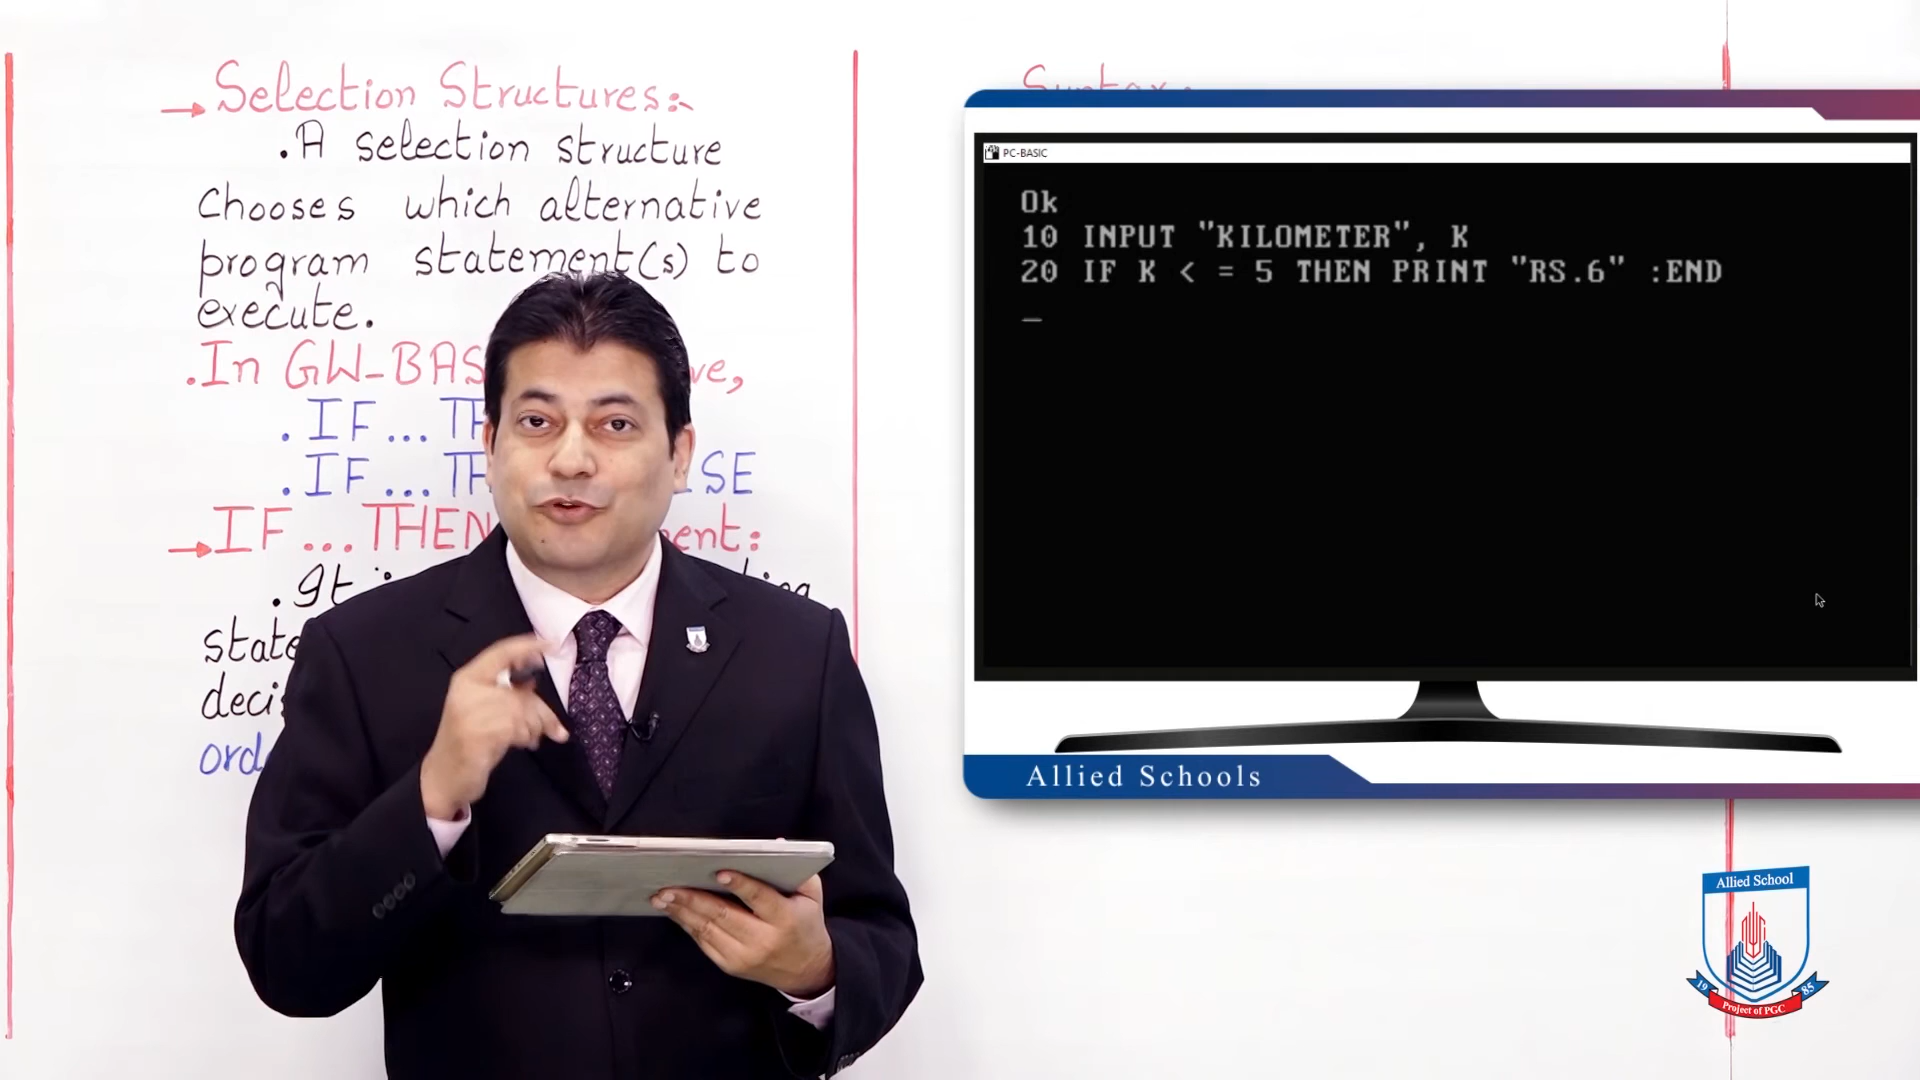 → Selection Structures:-
. A selection structure
Chooses which alternative
program statement(s) to
execute.
. In GW-BAS ve,
. IF ... TH
. IF ... TH SE
→ IF ... THEN ent:
. It
state
deci
ord
Syntax:
PC-BASIC
Ok
10 INPUT "KILOMETER", K
20 IF K < = 5 THEN PRINT "RS.6" :END
_
Allied Schools
Allied School
19 85
Project of PGC